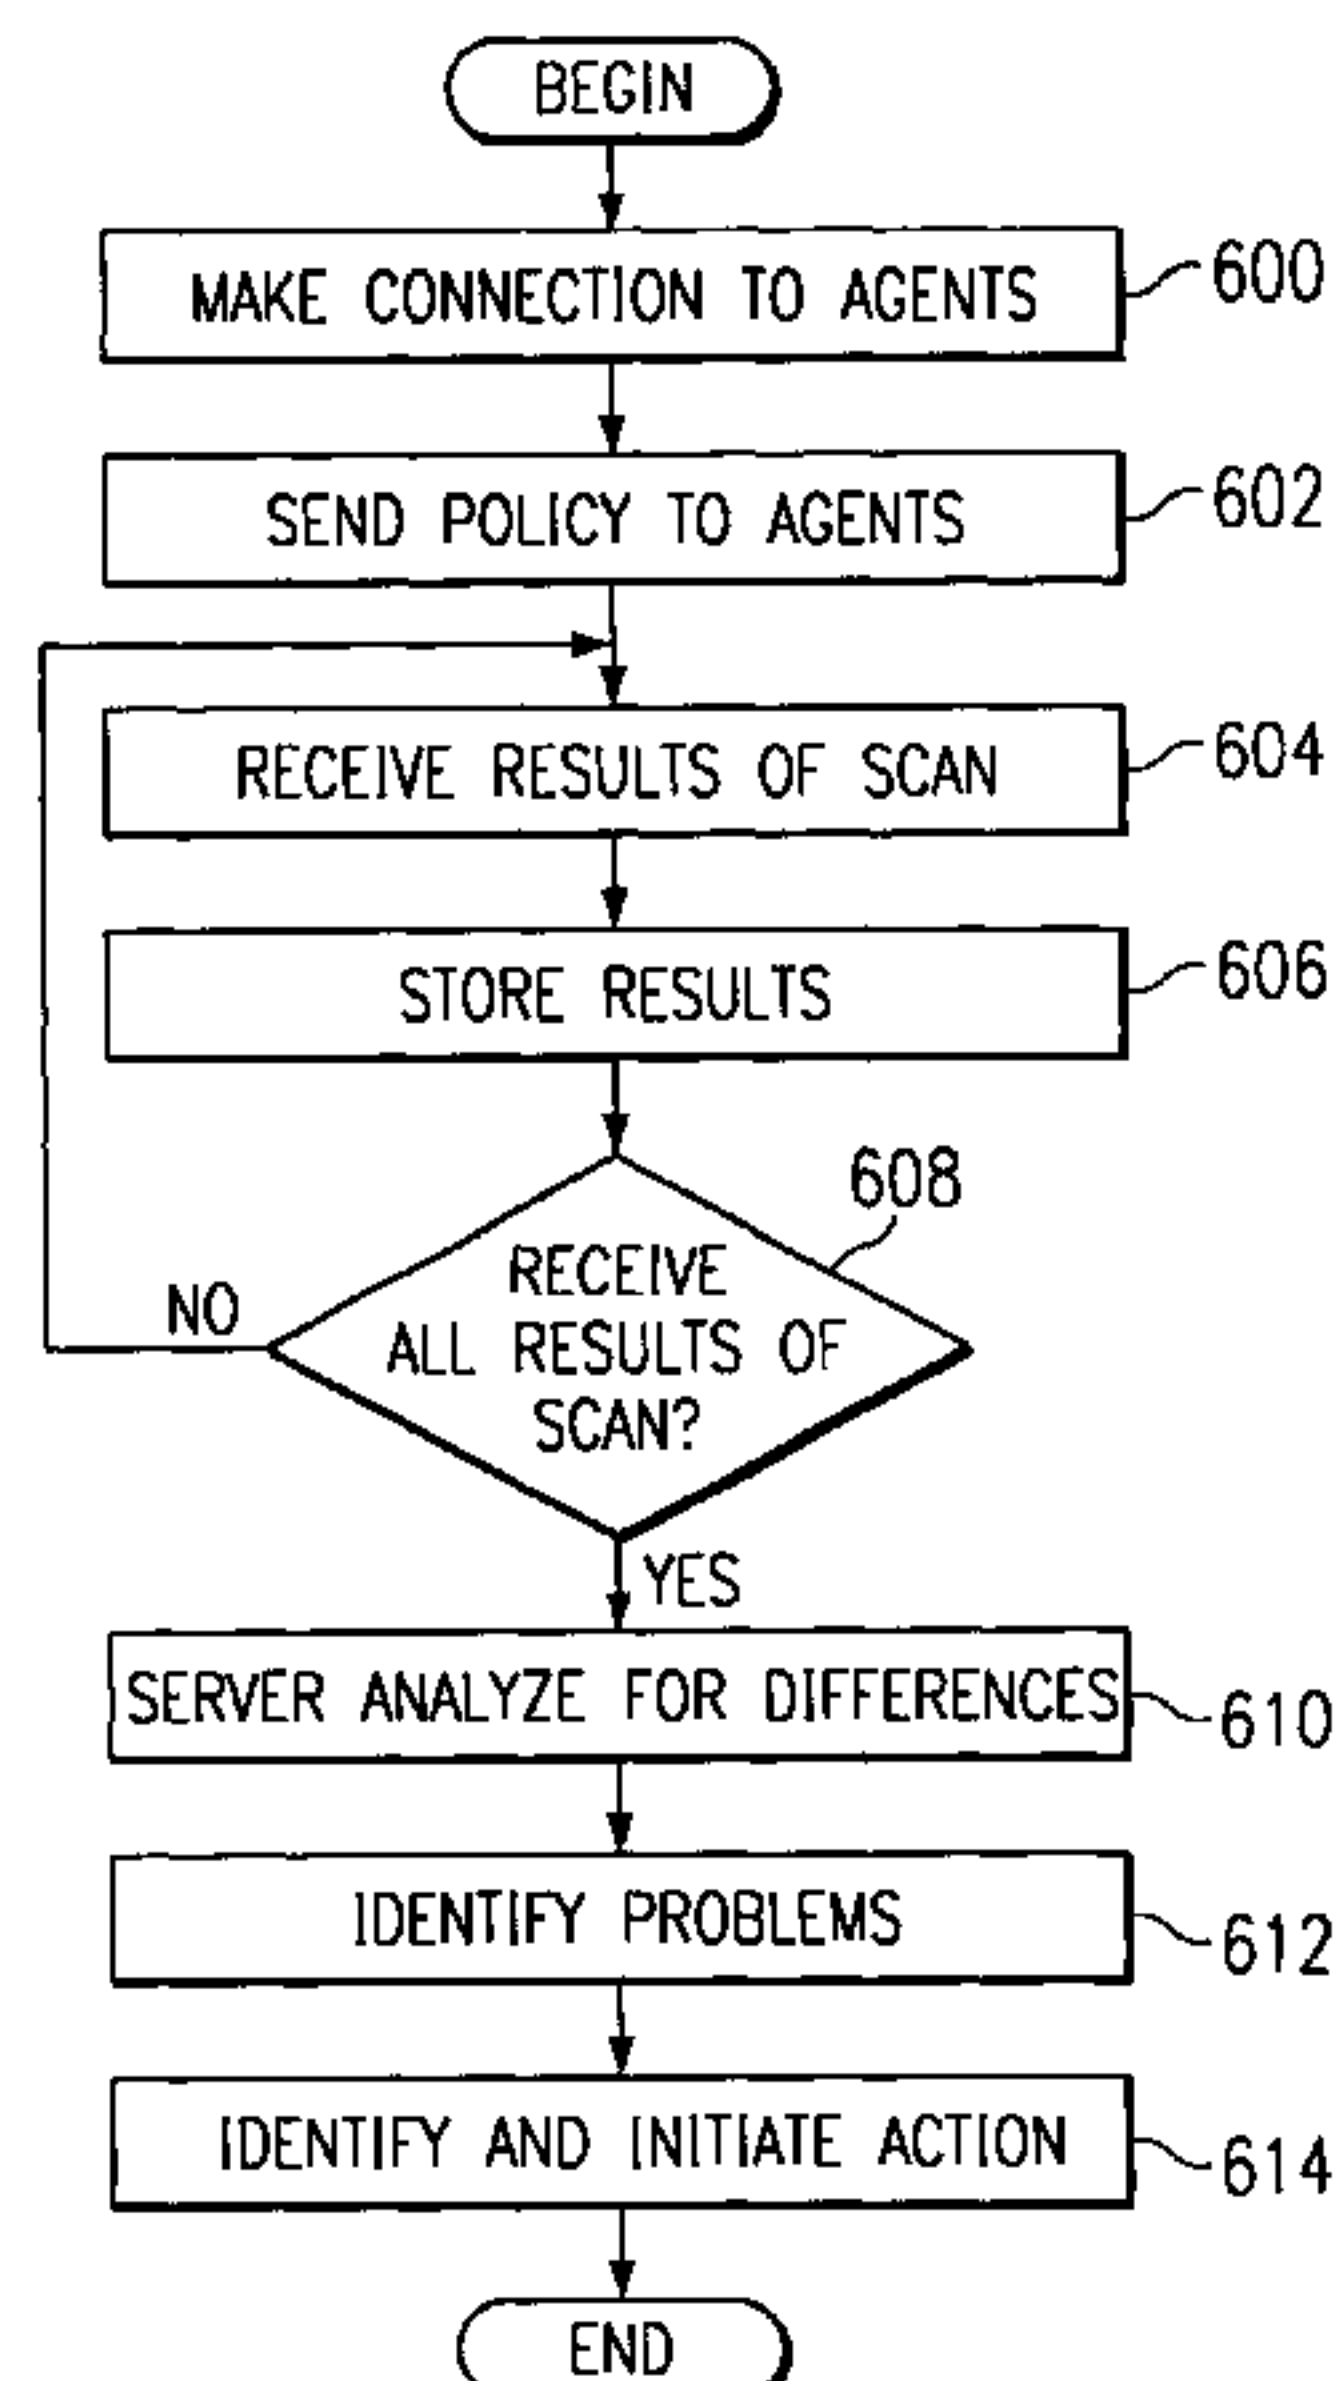 BEGIN
MAKE CONNECTION TO AGENTS
600
SEND POLICY TO AGENTS
602
RECEIVE RESULTS OF SCAN
604
STORE RESULTS
606
608
RECEIVE
ALL RESULTS OF
SCAN?
NO
YES
SERVER ANALYZE FOR DIFFERENCES
610
IDENTIFY PROBLEMS
612
IDENTIFY AND INITIATE ACTION
614
END